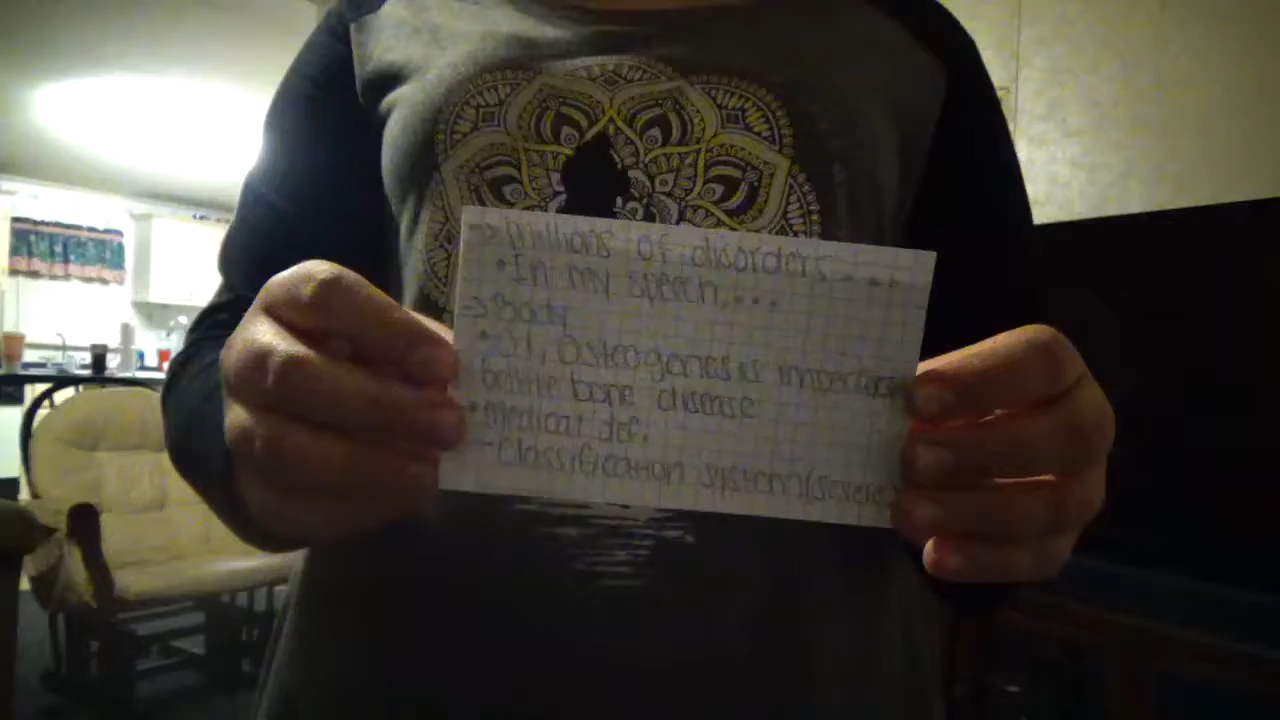 → millions of disorders....
• In my speech,...
→ Body
• O.I, Osteogenesis imperfecta
brittle bone disease
• medical def.
- Classification system (severe